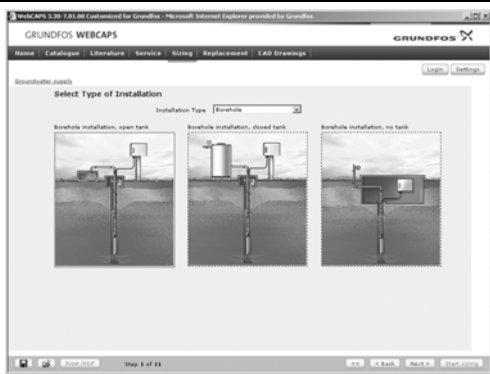 WebCAPS 3.30-7.01.00 Customized for Grundfos - Microsoft Internet Explorer provided by Grundfos
GRUNDFOS WEBCAPS
GRUNDFOS
Home Catalogue Literature Service Sizing Replacement CAD Drawings
Login Settings
Groundwater supply
Select Type of Installation
Installation Type Borehole
Borehole installation, open tank Borehole installation, closed tank Borehole installation, no tank
Print/PDF Step 1 of 11 << < Back Next > Start sizing